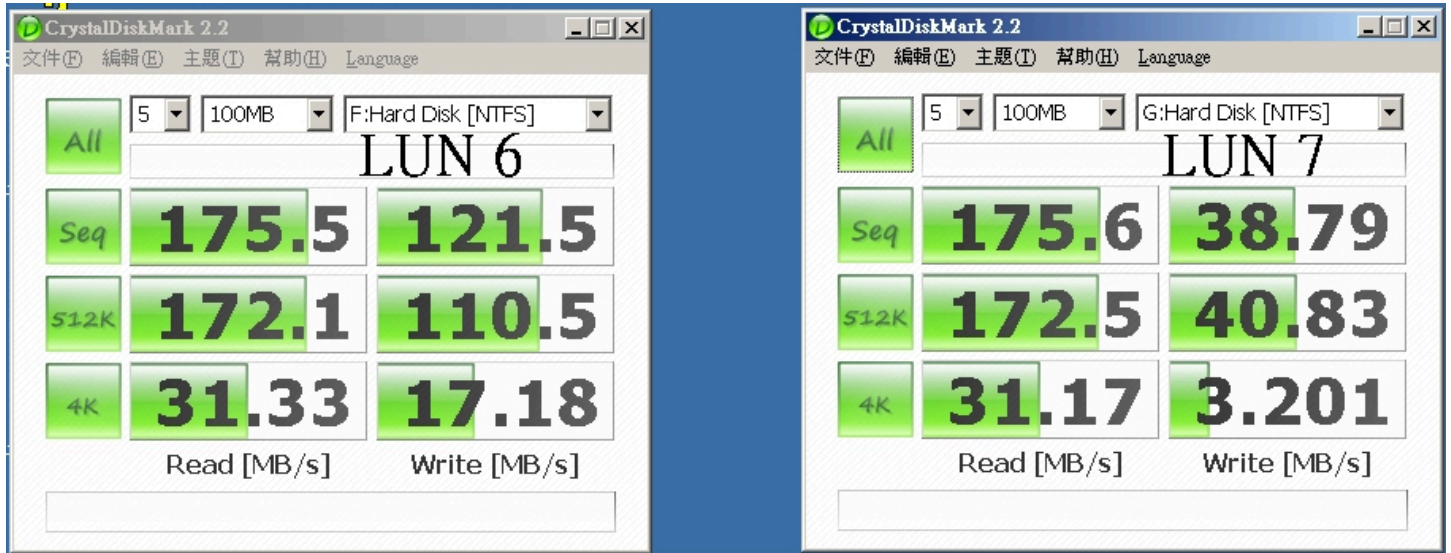 CrystalDiskMark 2.2
文件(F) 編輯(E) 主題(T) 幫助(H) Language
All 5 100MB F:Hard Disk [NTFS]
LUN 6
Seq 175.5 121.5
512K 172.1 110.5
4K 31.33 17.18
Read [MB/s] Write [MB/s]
CrystalDiskMark 2.2
文件(F) 編輯(E) 主題(T) 幫助(H) Language
All 5 100MB G:Hard Disk [NTFS]
LUN 7
Seq 175.6 38.79
512K 172.5 40.83
4K 31.17 3.201
Read [MB/s] Write [MB/s]